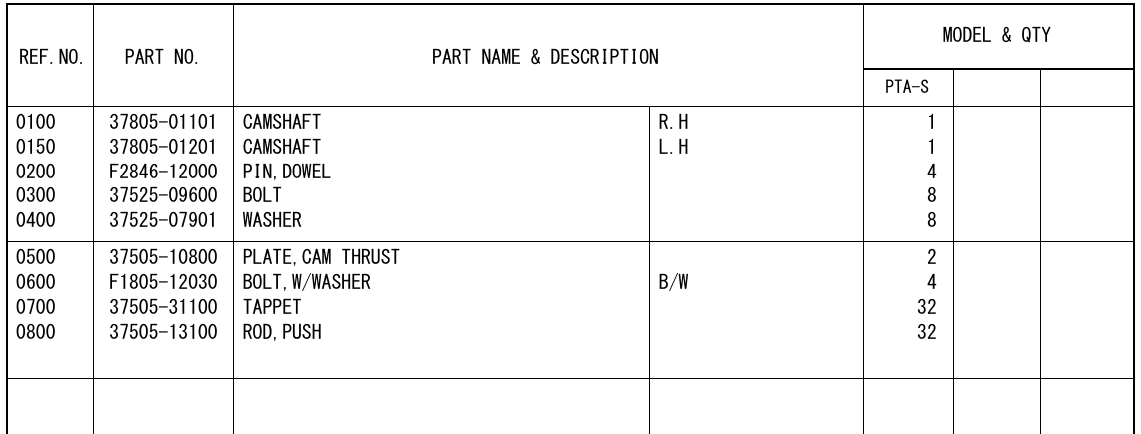 MODEL & QTY
REF. NO. PART NO. PART NAME & DESCRIPTION
PTA-S
0100 37805-01101 CAMSHAFT R.H 1
0150 37805-01201 CAMSHAFT L.H 1
0200 F2846-12000 PIN, DOWEL 4
0300 37525-09600 BOLT 8
0400 37525-07901 WASHER 8
0500 37505-10800 PLATE, CAM THRUST 2
0600 F1805-12030 BOLT, W/WASHER B/W 4
0700 37505-31100 TAPPET 32
0800 37505-13100 ROD, PUSH 32